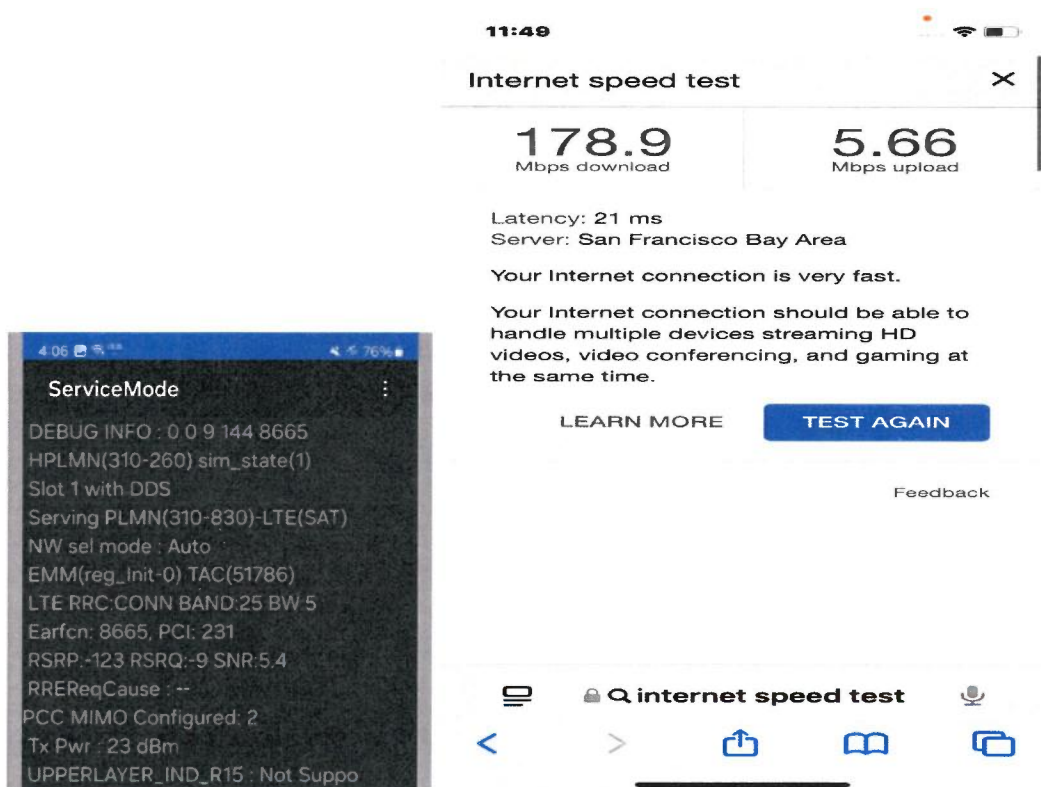 4:06
76%
ServiceMode
DEBUG INFO : 0 0 9 144 8665
HPLMN(310-260) sim_state(1)
Slot 1 with DDS
Serving PLMN(310-830)-LTE(SAT)
NW sel mode : Auto
EMM(reg_Init-0) TAC(51786)
LTE RRC:CONN BAND:25 BW 5
Earfcn: 8665, PCI: 231
RSRP:-123 RSRQ:-9 SNR:5.4
RREReqCause : --
PCC MIMO Configured: 2
Tx Pwr : 23 dBm
UPPERLAYER_IND_R15 : Not Suppo
11:49
Internet speed test
178.9
Mbps download
5.66
Mbps upload
Latency: 21 ms
Server: San Francisco Bay Area
Your Internet connection is very fast.
Your Internet connection should be able to
handle multiple devices streaming HD
videos, video conferencing, and gaming at
the same time.
LEARN MORE
TEST AGAIN
Feedback
internet speed test